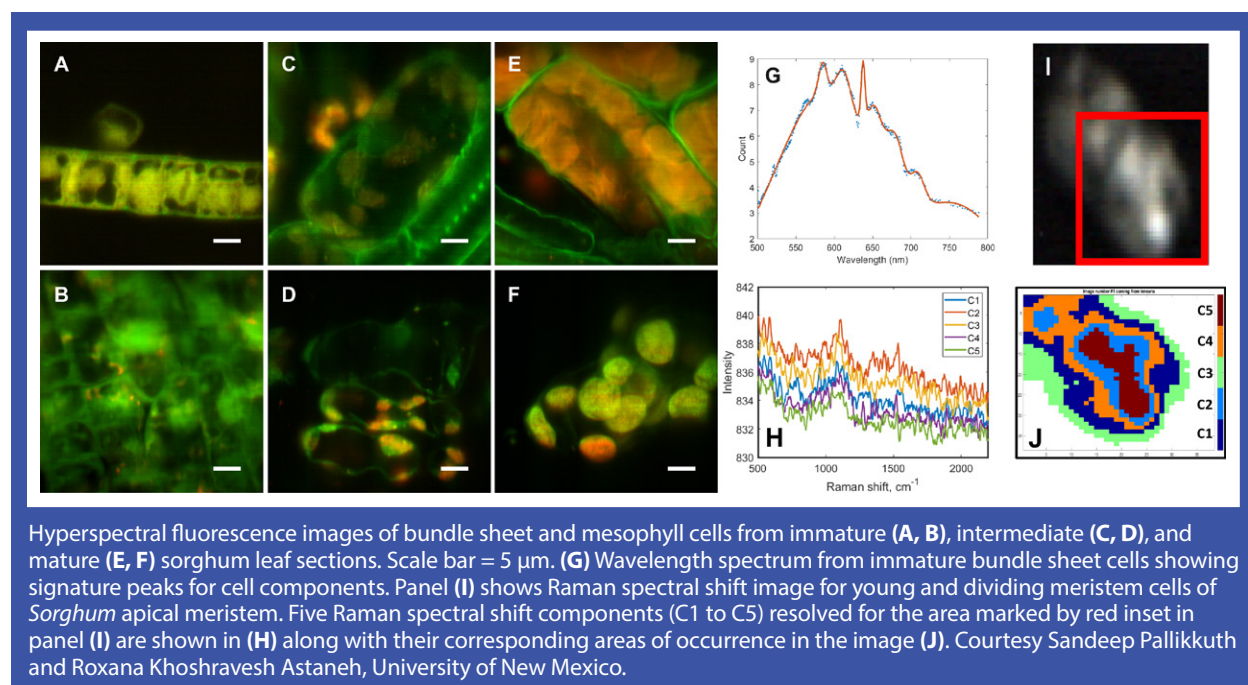 A
C
E
B
D
F
G
9
8
7
6
5
4
3
2
Count
500 550 600 650 700 750 800
Wavelength (nm)
I
842
840
838
836
834
832
830
Intensity
C1
C2
C3
C4
C5
H
500 1000 1500 2000
Raman shift, cm-1
C5
C4
C3
C2
C1
J
Hyperspectral fluorescence images of bundle sheet and mesophyll cells from immature (A, B), intermediate (C, D), and
mature (E, F) sorghum leaf sections. Scale bar = 5 μm. (G) Wavelength spectrum from immature bundle sheet cells showing
signature peaks for cell components. Panel (I) shows Raman spectral shift image for young and dividing meristem cells of
Sorghum apical meristem. Five Raman spectral shift components (C1 to C5) resolved for the area marked by red inset in
panel (I) are shown in (H) along with their corresponding areas of occurrence in the image (J). Courtesy Sandeep Pallikkuth
and Roxana Khoshravesh Astaneh, University of New Mexico.